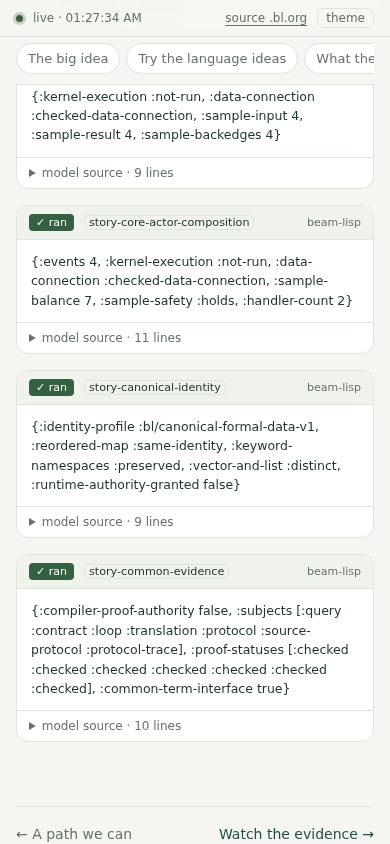 live · 01:27:34 AM
source .bl.org
theme
The big idea
Try the language ideas
What the
{:kernel-execution :not-run, :data-connection
:checked-data-connection, :sample-input 4,
:sample-result 4, :sample-backedges 4}
▶ model source · 9 lines
✓ ran
story-core-actor-composition
beam-lisp
{:events 4, :kernel-execution :not-run, :data-
connection :checked-data-connection, :sample-
balance 7, :sample-safety :holds, :handler-count 2}
▶ model source · 11 lines
✓ ran
story-canonical-identity
beam-lisp
{:identity-profile :bl/canonical-formal-data-v1,
:reordered-map :same-identity, :keyword-
namespaces :preserved, :vector-and-list :distinct,
:runtime-authority-granted false}
▶ model source · 9 lines
✓ ran
story-common-evidence
beam-lisp
{:compiler-proof-authority false, :subjects [:query
:contract :loop :translation :protocol :source-
protocol :protocol-trace], :proof-statuses [:checked
:checked :checked :checked :checked :checked
:checked], :common-term-interface true}
▶ model source · 10 lines
← A path we can
Watch the evidence →